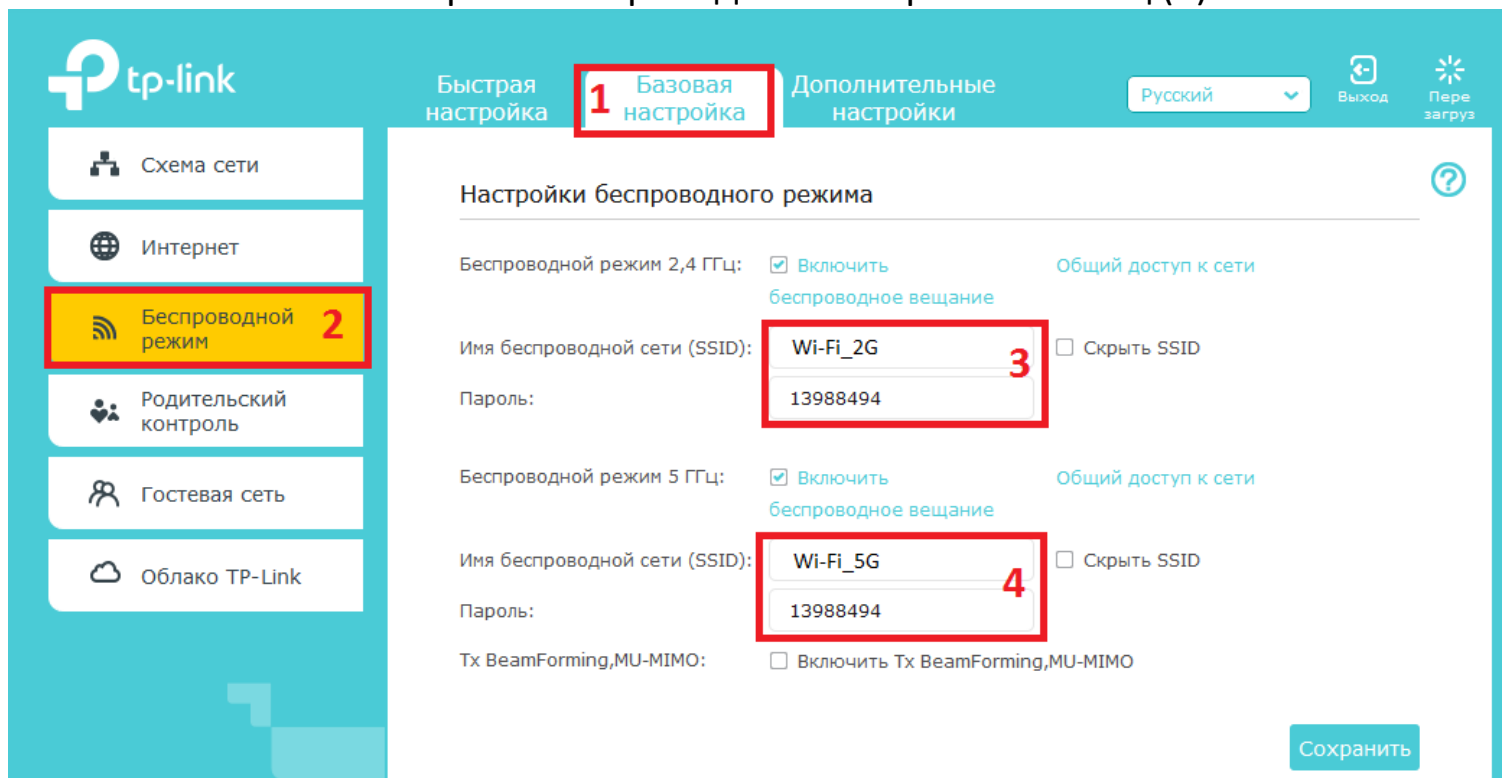 tp-link
Быстрая
настройка
1
Базовая
настройка
Дополнительные
настройки
Русский
Выход
Пере
загруз
Схема сети
Интернет
Беспроводной
режим
2
Родительский
контроль
Гостевая сеть
Облако TP-Link
Настройки беспроводного режима
Беспроводной режим 2,4 ГГц:
Включить
беспроводное вещание
Общий доступ к сети
Имя беспроводной сети (SSID):
Wi-Fi_2G
3
Скрыть SSID
Пароль:
13988494
Беспроводной режим 5 ГГц:
Включить
беспроводное вещание
Общий доступ к сети
Имя беспроводной сети (SSID):
Wi-Fi_5G
4
Скрыть SSID
Пароль:
13988494
Tx BeamForming,MU-MIMO:
Включить Tx BeamForming,MU-MIMO
Сохранить